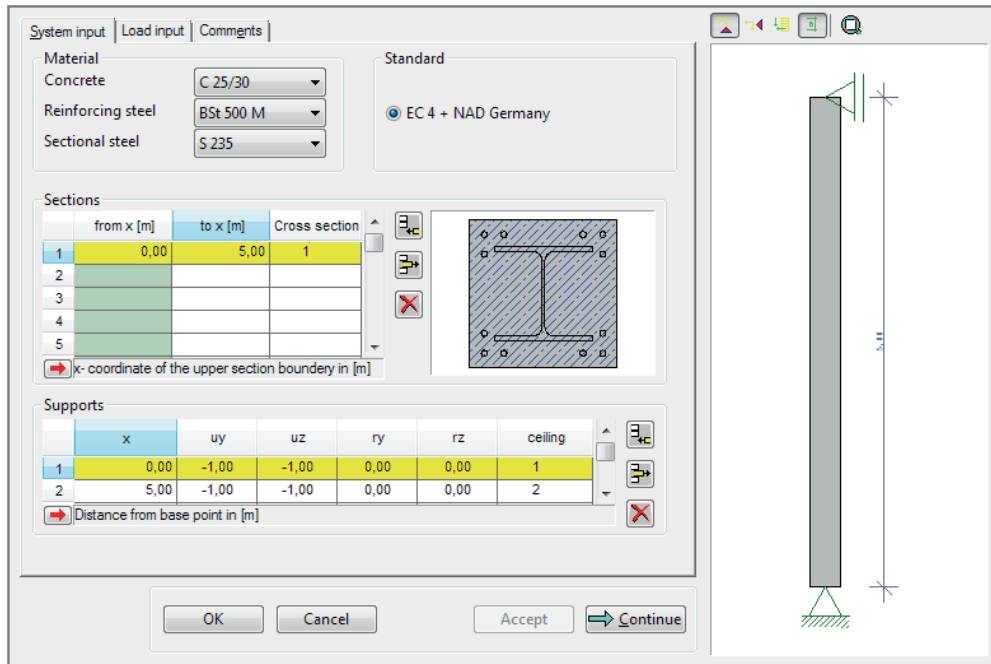 System input Load input Comments
Material
Concrete C 25/30
Reinforcing steel BSt 500 M
Sectional steel S 235
Standard
EC 4 + NAD Germany
Sections
from x [m] to x [m] Cross section
1 0,00 5,00 1
2
3
4
5
x- coordinate of the upper section boundery in [m]
Supports
x uy uz ry rz ceiling
1 0,00 -1,00 -1,00 0,00 0,00 1
2 5,00 -1,00 -1,00 0,00 0,00 2
Distance from base point in [m]
OK Cancel Accept Continue